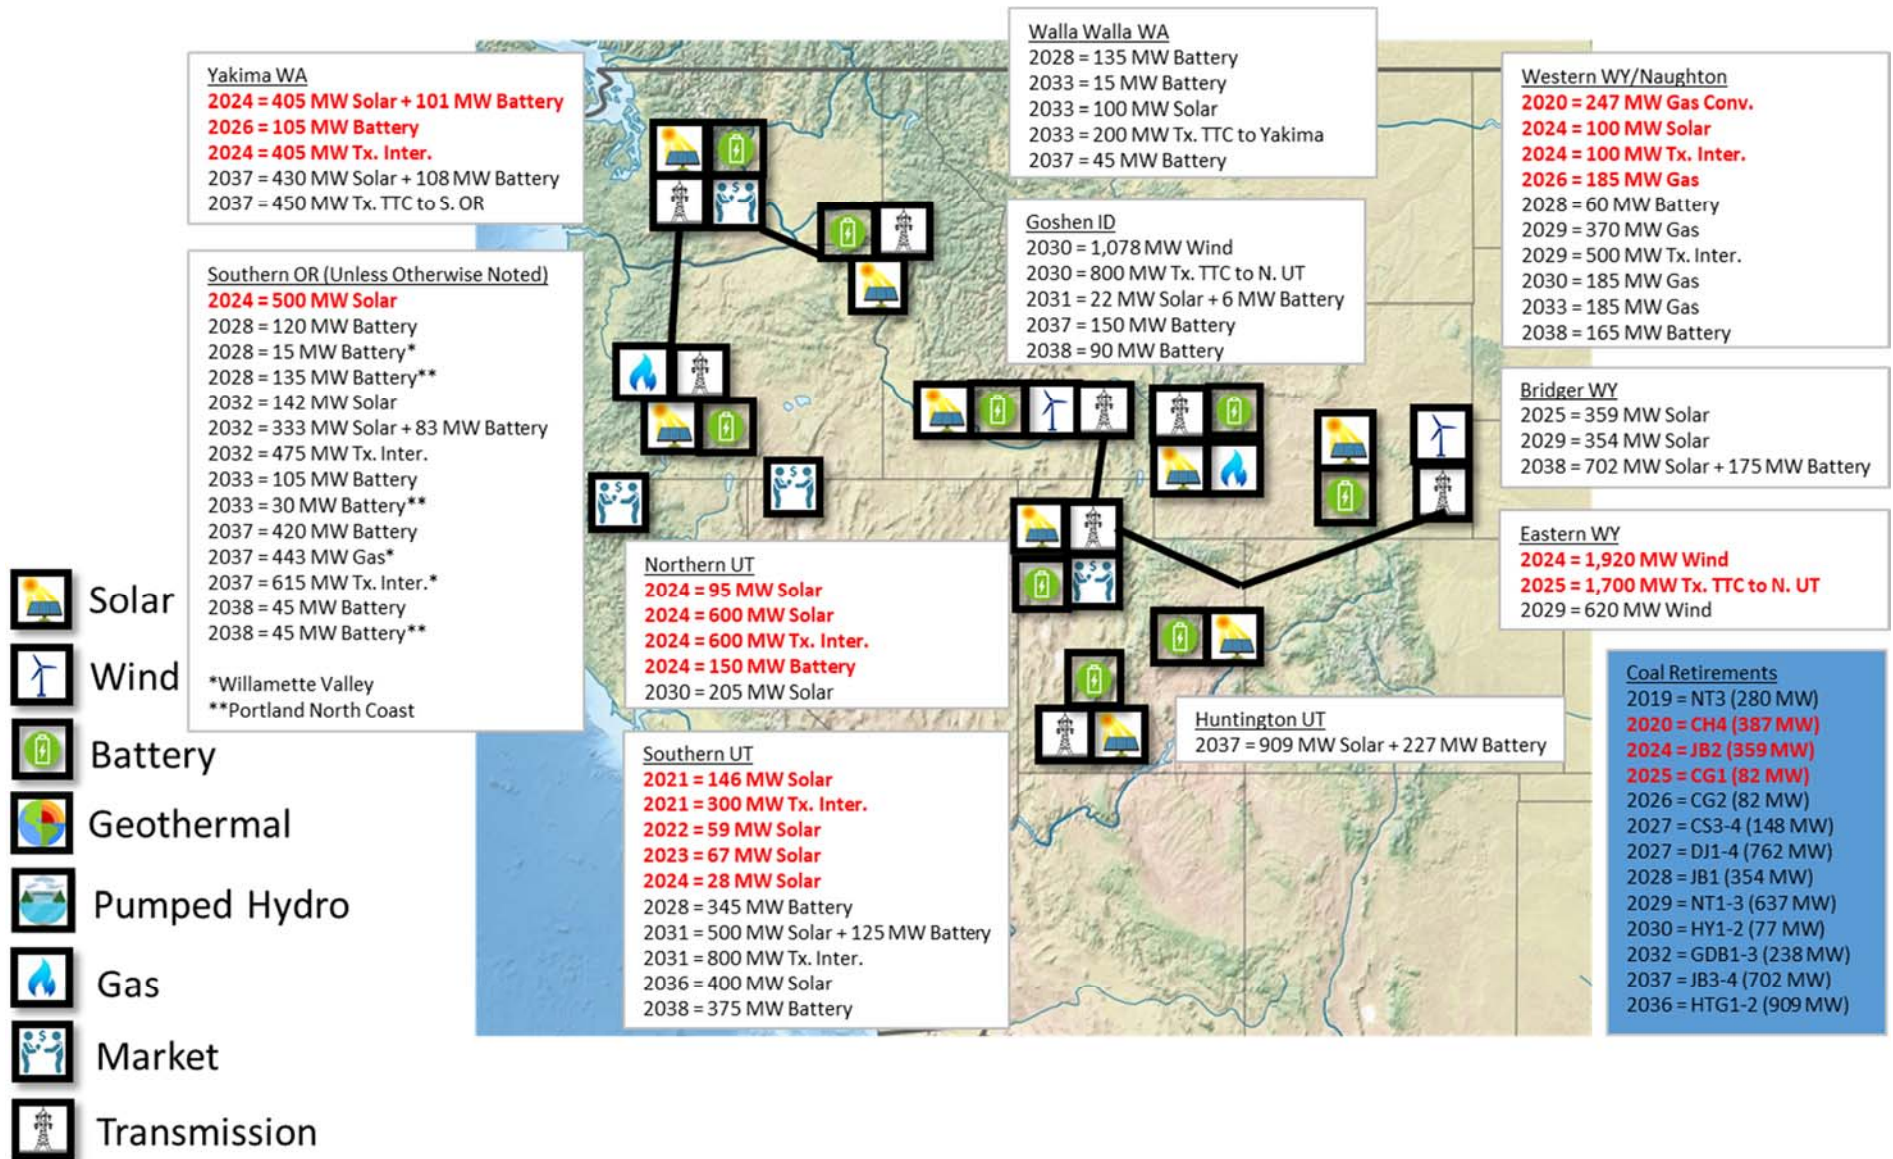 Yakima WA
2024 = 405 MW Solar + 101 MW Battery
2026 = 105 MW Battery
2024 = 405 MW Tx. Inter.
2037 = 430 MW Solar + 108 MW Battery
2037 = 450 MW Tx. TTC to S. OR
Walla Walla WA
2028 = 135 MW Battery
2033 = 15 MW Battery
2033 = 100 MW Solar
2033 = 200 MW Tx. TTC to Yakima
2037 = 45 MW Battery
Western WY/Naughton
2020 = 247 MW Gas Conv.
2024 = 100 MW Solar
2024 = 100 MW Tx. Inter.
2026 = 185 MW Gas
2028 = 60 MW Battery
2029 = 370 MW Gas
2029 = 500 MW Tx. Inter.
2030 = 185 MW Gas
2033 = 185 MW Gas
2038 = 165 MW Battery
Southern OR (Unless Otherwise Noted)
2024 = 500 MW Solar
2028 = 120 MW Battery
2028 = 15 MW Battery*
2028 = 135 MW Battery**
2032 = 142 MW Solar
2032 = 333 MW Solar + 83 MW Battery
2032 = 475 MW Tx. Inter.
2033 = 105 MW Battery
2033 = 30 MW Battery**
2037 = 420 MW Battery
2037 = 443 MW Gas*
2037 = 615 MW Tx. Inter.*
2038 = 45 MW Battery
2038 = 45 MW Battery**
*Willamette Valley
**Portland North Coast
Goshen ID
2030 = 1,078 MW Wind
2030 = 800 MW Tx. TTC to N. UT
2031 = 22 MW Solar + 6 MW Battery
2037 = 150 MW Battery
2038 = 90 MW Battery
Bridger WY
2025 = 359 MW Solar
2029 = 354 MW Solar
2038 = 702 MW Solar + 175 MW Battery
Eastern WY
2024 = 1,920 MW Wind
2025 = 1,700 MW Tx. TTC to N. UT
2029 = 620 MW Wind
Northern UT
2024 = 95 MW Solar
2024 = 600 MW Solar
2024 = 600 MW Tx. Inter.
2024 = 150 MW Battery
2030 = 205 MW Solar
Southern UT
2021 = 146 MW Solar
2021 = 300 MW Tx. Inter.
2022 = 59 MW Solar
2023 = 67 MW Solar
2024 = 28 MW Solar
2028 = 345 MW Battery
2031 = 500 MW Solar + 125 MW Battery
2031 = 800 MW Tx. Inter.
2036 = 400 MW Solar
2038 = 375 MW Battery
Huntington UT
2037 = 909 MW Solar + 227 MW Battery
Coal Retirements
2019 = NT3 (280 MW)
2020 = CH4 (387 MW)
2024 = JB2 (359 MW)
2025 = CG1 (82 MW)
2026 = CG2 (82 MW)
2027 = CS3-4 (148 MW)
2027 = DJ1-4 (762 MW)
2028 = JB1 (354 MW)
2029 = NT1-3 (637 MW)
2030 = HY1-2 (77 MW)
2032 = GDB1-3 (238 MW)
2037 = JB3-4 (702 MW)
2036 = HTG1-2 (909 MW)
Solar
Wind
Battery
Geothermal
Pumped Hydro
Gas
Market
Transmission